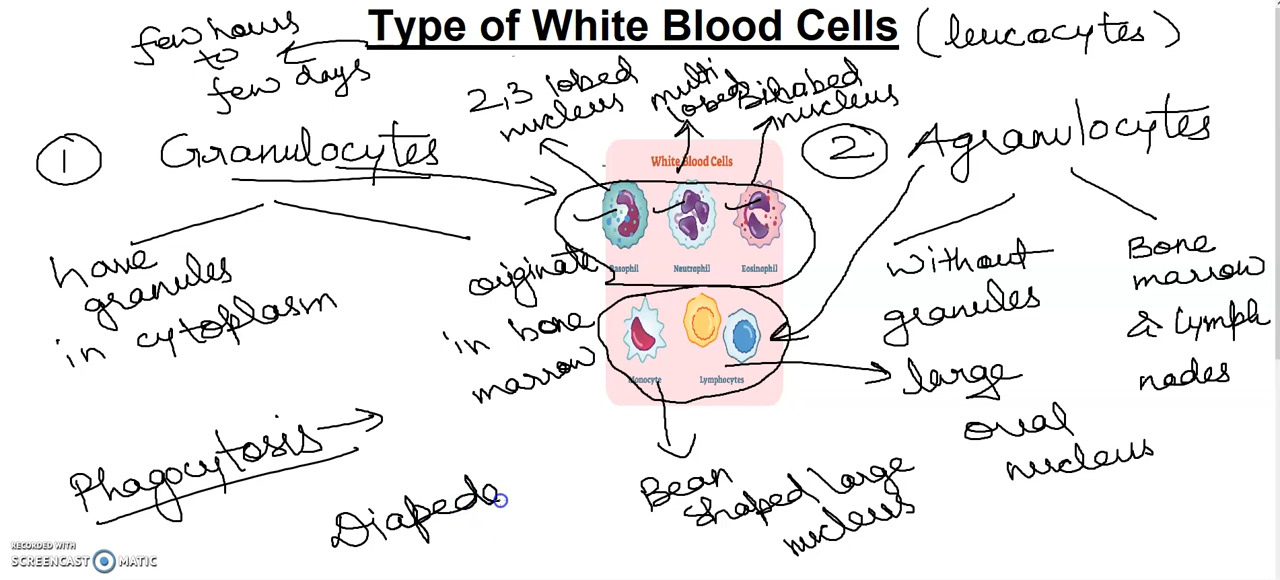 Type of White Blood Cells (leucocytes)
few hours
to
few days
2,3 lobed
nucleus
multi
lobed
Bilobed
nucleus
① Granulocytes
② Agranulocytes
White Blood Cells
Basophil Neutrophil Eosinophil
have
granules
in cytoplasm
originate
in bone
marrow
without
granules
Bone
marrow
& lymph
nodes
Monocyte Lymphocytes
large
oval
nucleus
Bean
shaped, large
nucleus
Phagocytosis
Diapede
RECORDED WITH
SCREENCAST MATIC